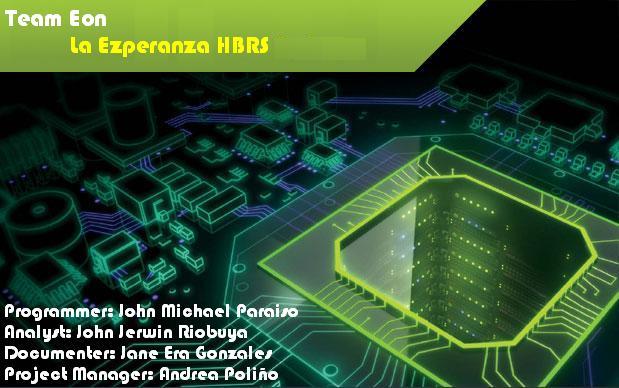 Team Eon
La Ezperanza HBRS
Programmer: John Michael Paraiso
Analyst: John Jerwin Riobuya
Documenter: Jane Era Gonzales
Project Manager: Andrea Poliño